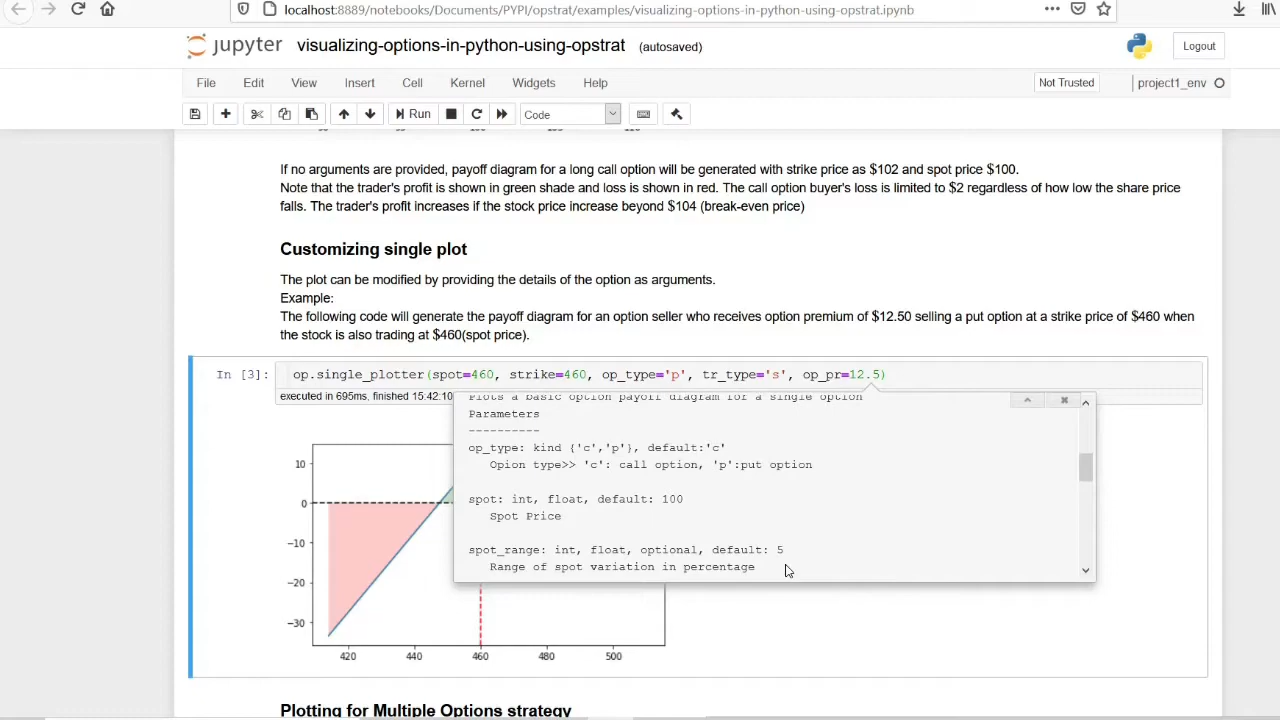 localhost:8889/notebooks/Documents/PYPI/opstrat/examples/visualizing-options-in-python-using-opstrat.ipynb
jupyter visualizing-options-in-python-using-opstrat (autosaved)
Logout
File Edit View Insert Cell Kernel Widgets Help
Not Trusted
project1_env
Run
Code
If no arguments are provided, payoff diagram for a long call option will be generated with strike price as $102 and spot price $100.
Note that the trader's profit is shown in green shade and loss is shown in red. The call option buyer's loss is limited to $2 regardless of how low the share price
falls. The trader's profit increases if the stock price increase beyond $104 (break-even price)
Customizing single plot
The plot can be modified by providing the details of the option as arguments.
Example:
The following code will generate the payoff diagram for an option seller who receives option premium of $12.50 selling a put option at a strike price of $460 when
the stock is also trading at $460(spot price).
In [3]: op.single_plotter(spot=460, strike=460, op_type='p', tr_type='s', op_pr=12.5)
executed in 695ms, finished 15:42:10
Plots a basic option payoff diagram for a single option
Parameters
----------
op_type: kind {'c','p'}, default:'c'
Opion type>> 'c': call option, 'p':put option
spot: int, float, default: 100
Spot Price
spot_range: int, float, optional, default: 5
Range of spot variation in percentage
10
0
−10
−20
−30
420 440 460 480 500
Plotting for Multiple Options strategy